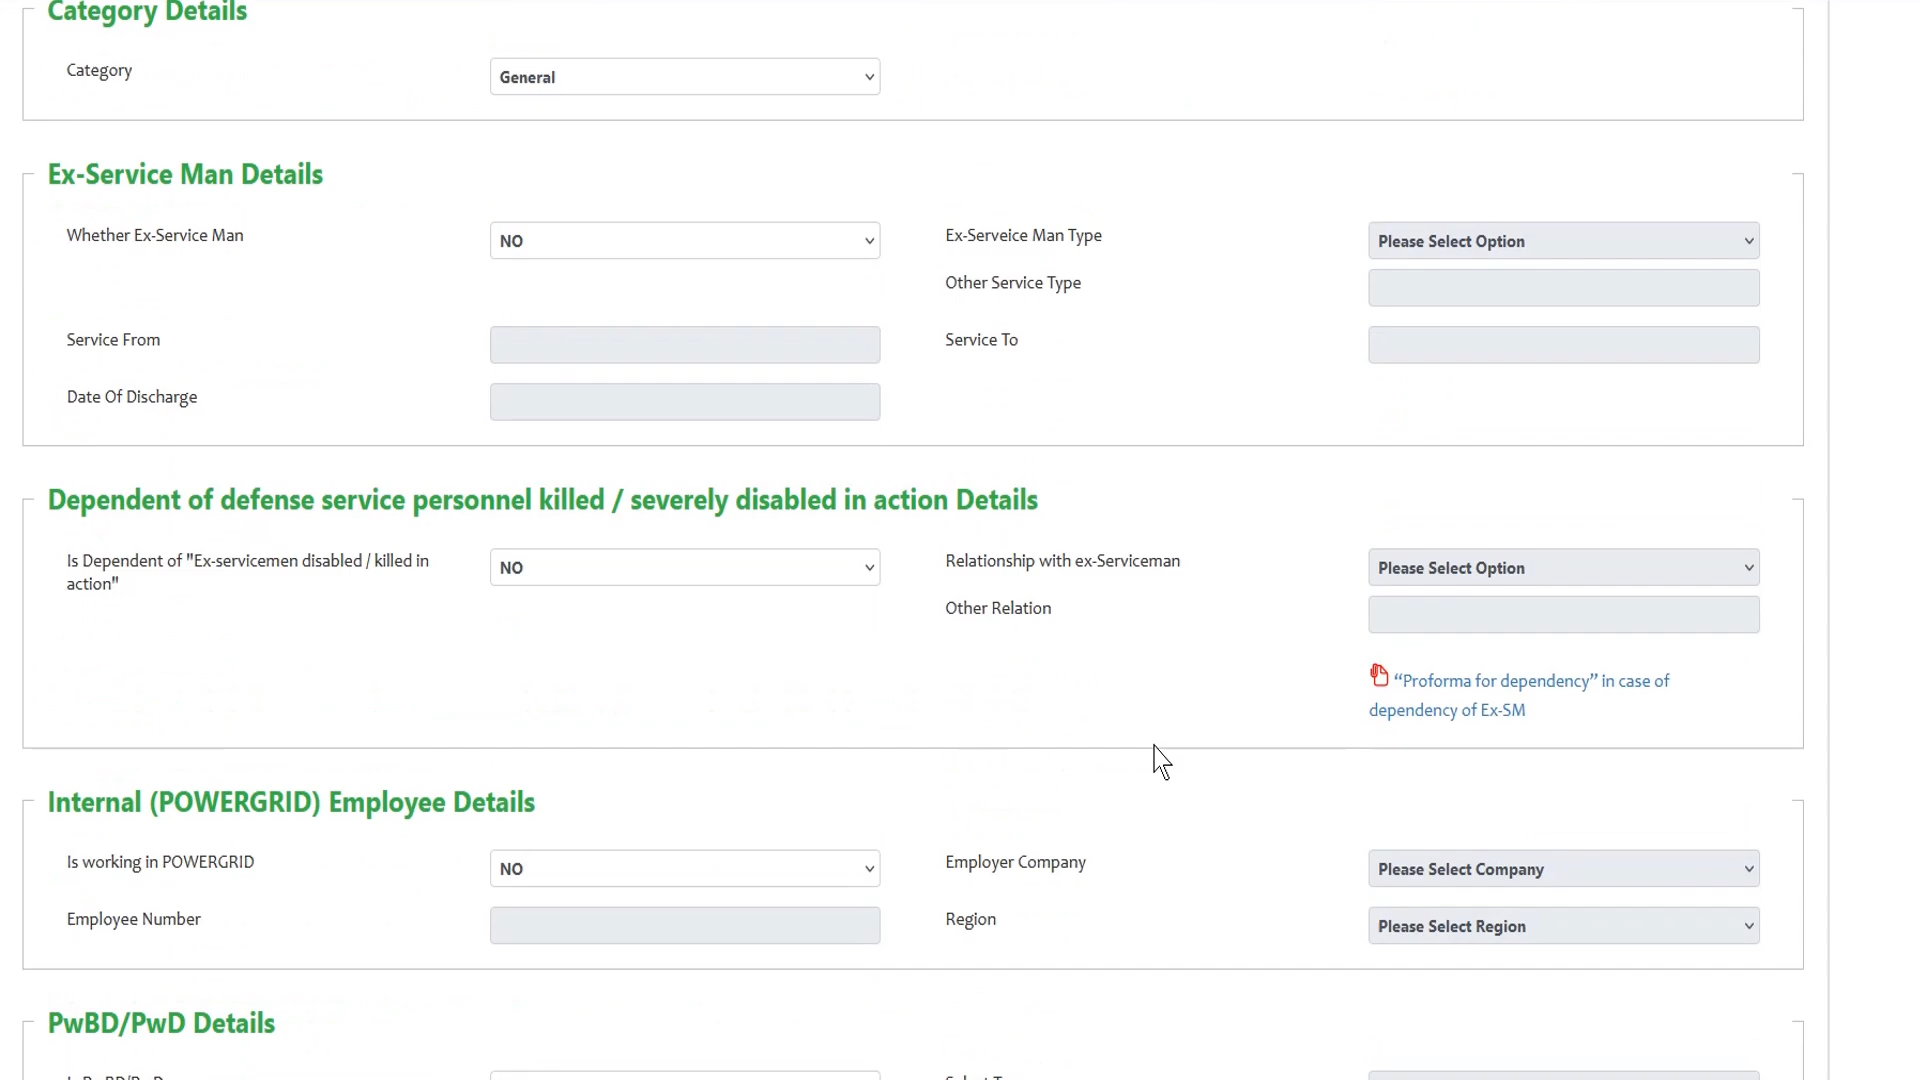 Category Details
Category
General
Ex-Service Man Details
Whether Ex-Service Man
NO
Ex-Serveice Man Type
Please Select Option
Other Service Type
Service From
Service To
Date Of Discharge
Dependent of defense service personnel killed / severely disabled in action Details
Is Dependent of "Ex-servicemen disabled / killed in
action"
NO
Relationship with ex-Serviceman
Please Select Option
Other Relation
“Proforma for dependency” in case of
dependency of Ex-SM
Internal (POWERGRID) Employee Details
Is working in POWERGRID
NO
Employer Company
Please Select Company
Employee Number
Region
Please Select Region
PwBD/PwD Details